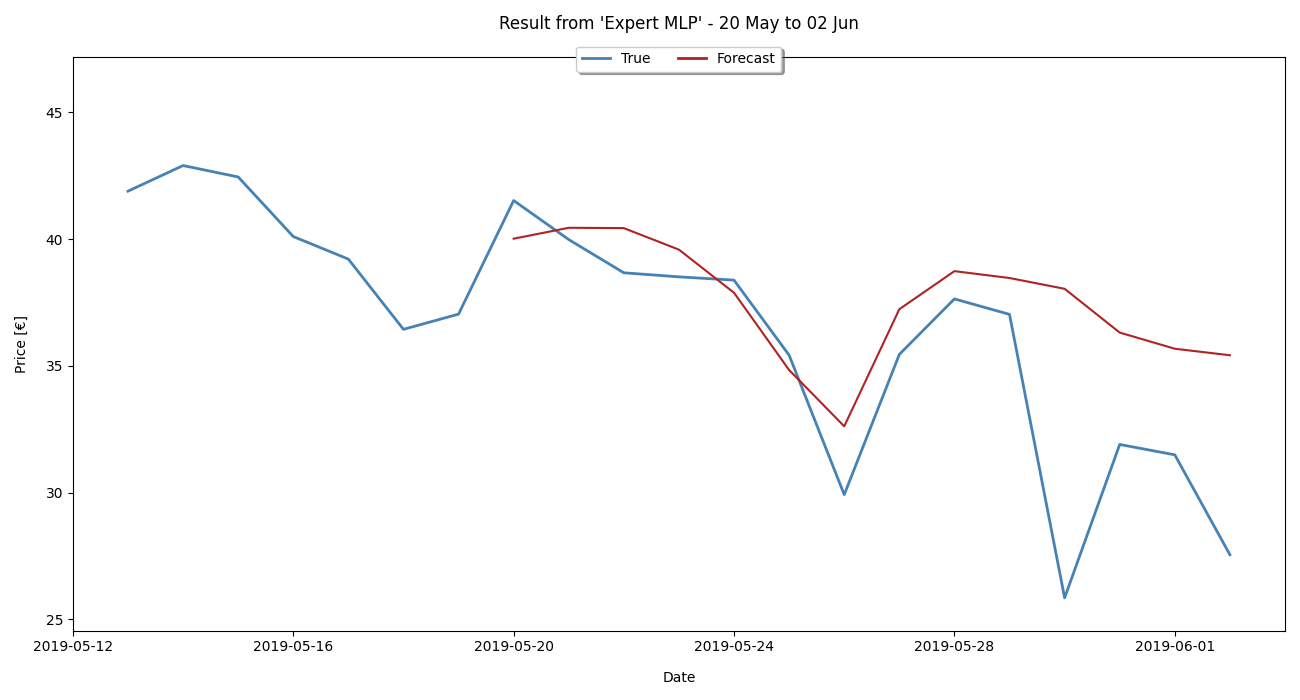 Result from 'Expert MLP' - 20 May to 02 Jun
True Forecast
45
40
35
30
25
Price [€]
2019-05-12 2019-05-16 2019-05-20 2019-05-24 2019-05-28 2019-06-01
Date